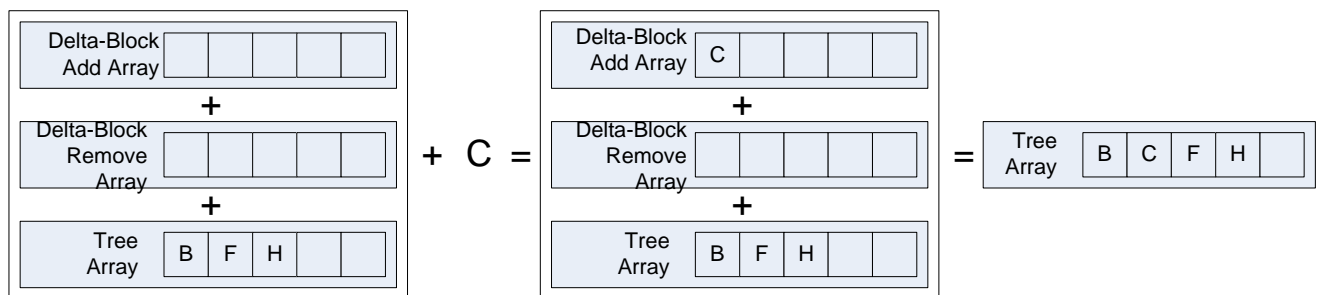 Delta-Block
Add Array
+
Delta-Block
Remove
Array
+
Tree
Array
B F H
+ C =
Delta-Block
Add Array
C
+
Delta-Block
Remove
Array
+
Tree
Array
B F H
=
Tree
Array
B C F H